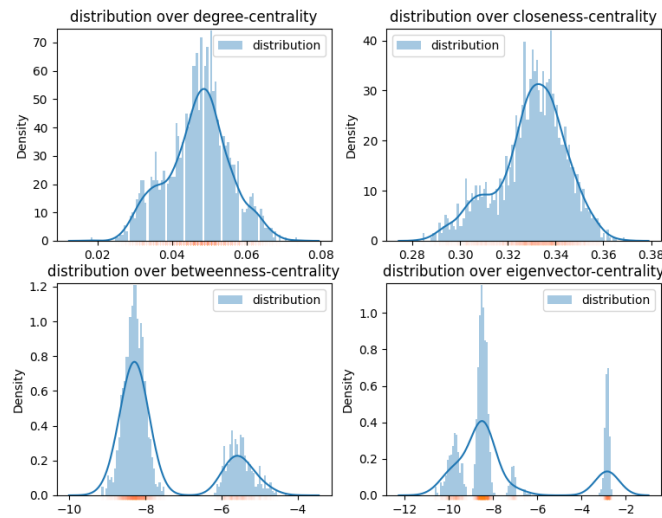 distribution over degree-centrality
distribution over closeness-centrality
distribution
distribution
Density
Density
70
60
50
40
30
20
10
0
40
30
20
10
0
0.02 0.04 0.06 0.08
0.28 0.30 0.32 0.34 0.36 0.38
distribution over betweenness-centrality
distribution over eigenvector-centrality
distribution
distribution
Density
Density
1.2
1.0
0.8
0.6
0.4
0.2
0.0
1.0
0.8
0.6
0.4
0.2
0.0
−10 −8 −6 −4
−12 −10 −8 −6 −4 −2 0